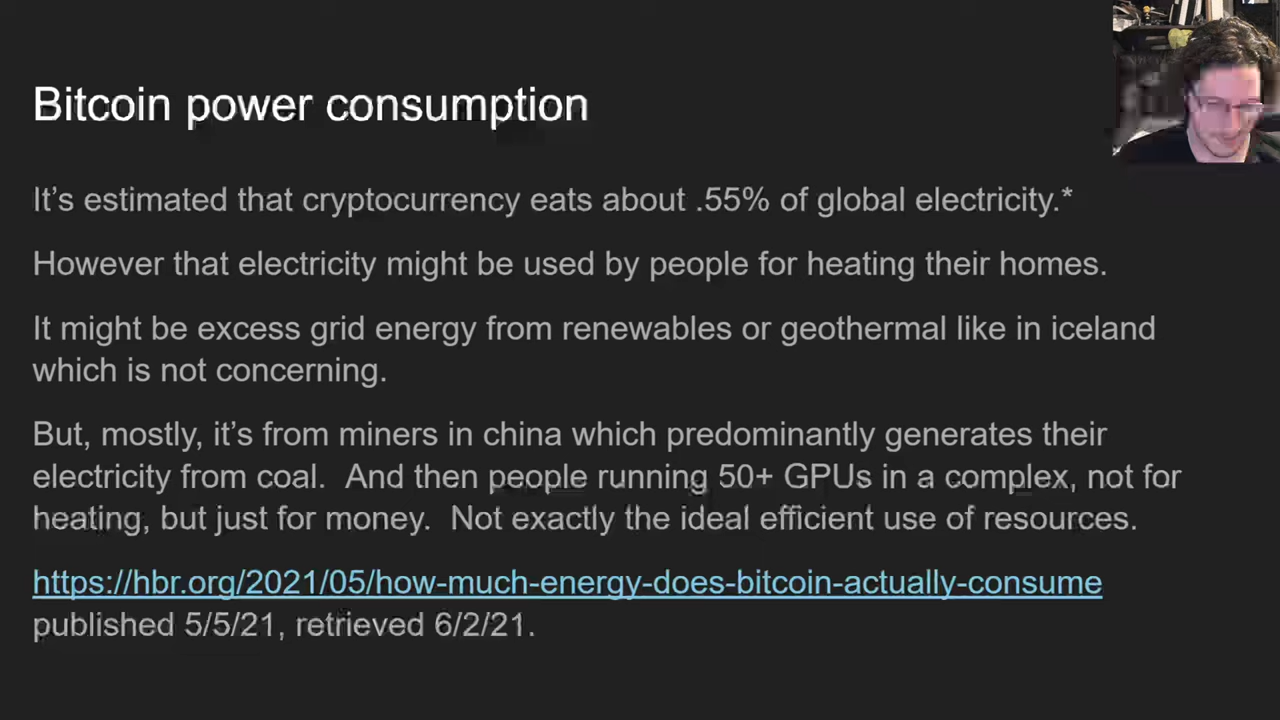 Bitcoin power consumption
It’s estimated that cryptocurrency eats about .55% of global electricity.*
However that electricity might be used by people for heating their homes.
It might be excess grid energy from renewables or geothermal like in iceland
which is not concerning.
But, mostly, it’s from miners in china which predominantly generates their
electricity from coal.  And then people running 50+ GPUs in a complex, not for
heating, but just for money.  Not exactly the ideal efficient use of resources.
https://hbr.org/2021/05/how-much-energy-does-bitcoin-actually-consume
published 5/5/21, retrieved 6/2/21.